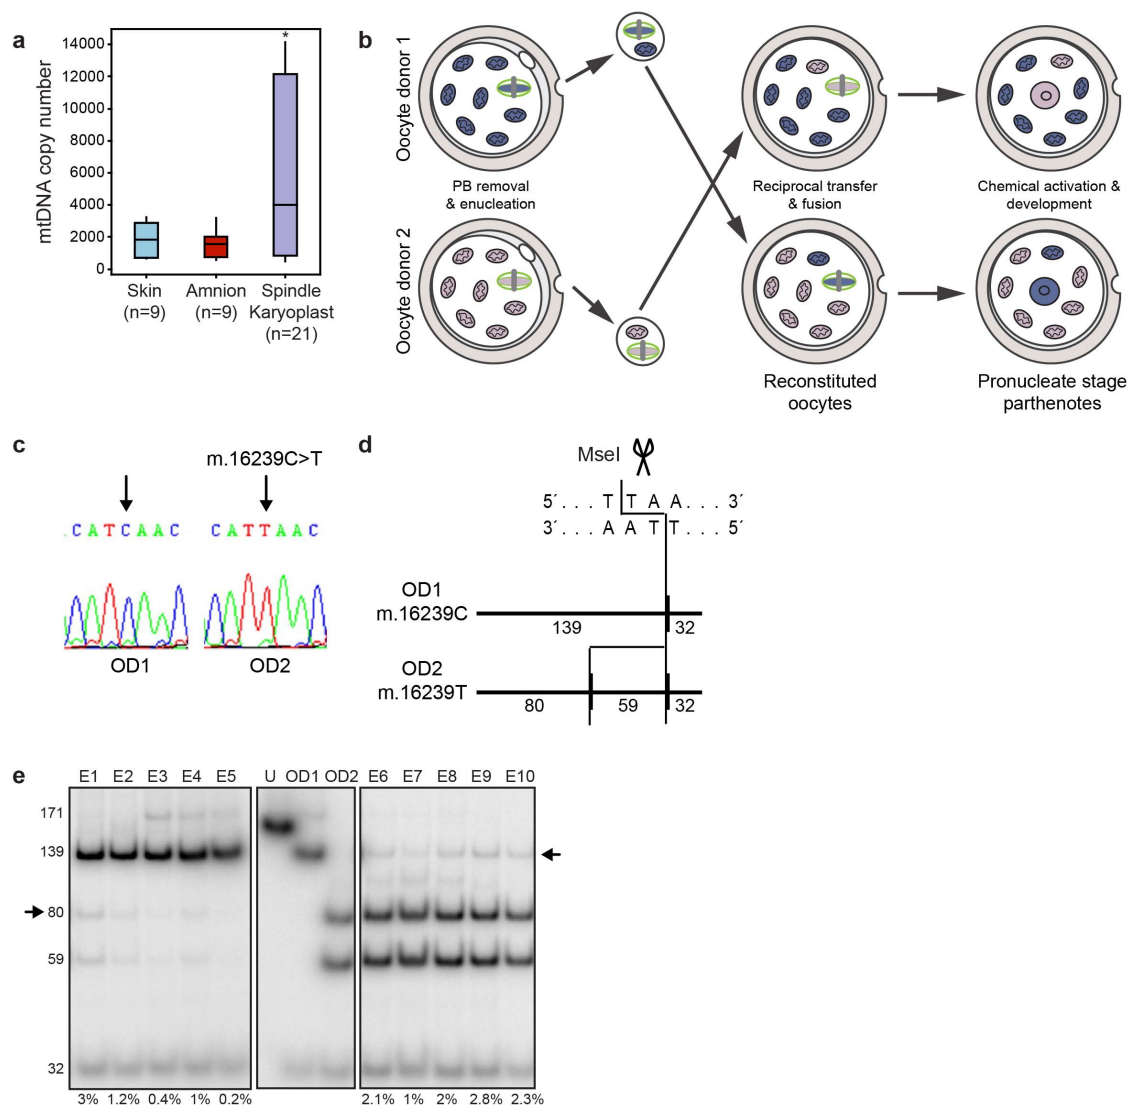 a
*
14000
12000
10000
8000
6000
4000
2000
0
mtDNA copy number
Skin
(n=9)
Amnion
(n=9)
Spindle
Karyoplast
(n=21)
b
Oocyte donor 1
PB removal
& enucleation
Reciprocal transfer
& fusion
Chemical activation &
development
Oocyte donor 2
Reconstituted
oocytes
Pronucleate stage
parthenotes
c
m.16239C>T
CATCAAC
CATTAAC
OD1
OD2
d
MseI
5´... T T A A... 3´
3´... A A T T... 5´
OD1
m.16239C
139
32
OD2
m.16239T
80
59
32
e
E1 E2 E3 E4 E5 U OD1 OD2 E6 E7 E8 E9 E10
171
139
80
59
32
3% 1.2% 0.4% 1% 0.2% 2.1% 1% 2% 2.8% 2.3%